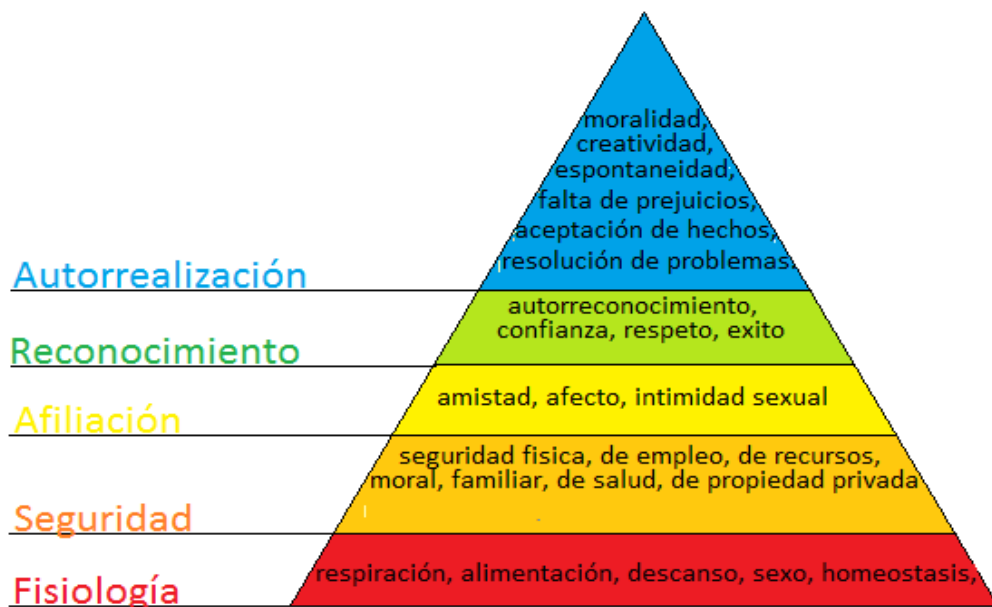 moralidad,
creatividad,
espontaneidad,
falta de prejuicios,
aceptación de hechos,
resolución de problemas.
Autorrealización
autorreconocimiento,
confianza, respeto, exito
Reconocimiento
amistad, afecto, intimidad sexual
Afiliación
seguridad fisica, de empleo, de recursos,
moral, familiar, de salud, de propiedad privada
Seguridad
respiración, alimentación, descanso, sexo, homeostasis,
Fisiología